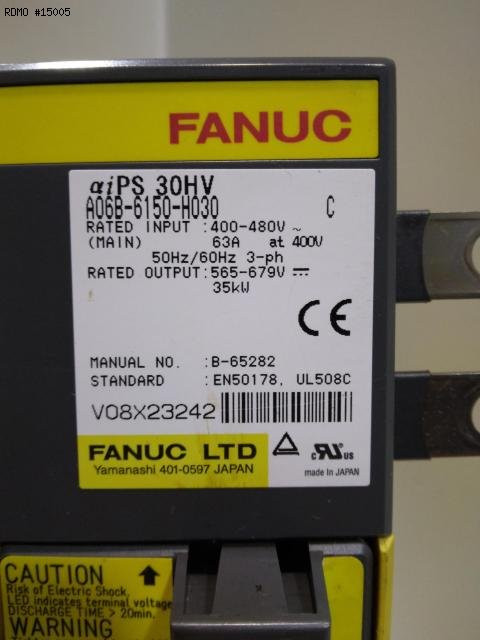 RDMO #15005
FANUC
αiPS 30HV
A06B-6150-H030 C
RATED INPUT :400-480V ~
(MAIN) 63A at 400V
50Hz/60Hz 3-ph
RATED OUTPUT:565-679V ⎓
35kW
CE
MANUAL NO. :B-65282
STANDARD :EN50178, UL508C
V08X23242
FANUC LTD
Yamanashi 401-0597 JAPAN
c RU US
made in JAPAN
CAUTION
Risk of Electric Shock.
LED indicates terminal voltage
DISCHARGE TIME > 20min.
WARNING